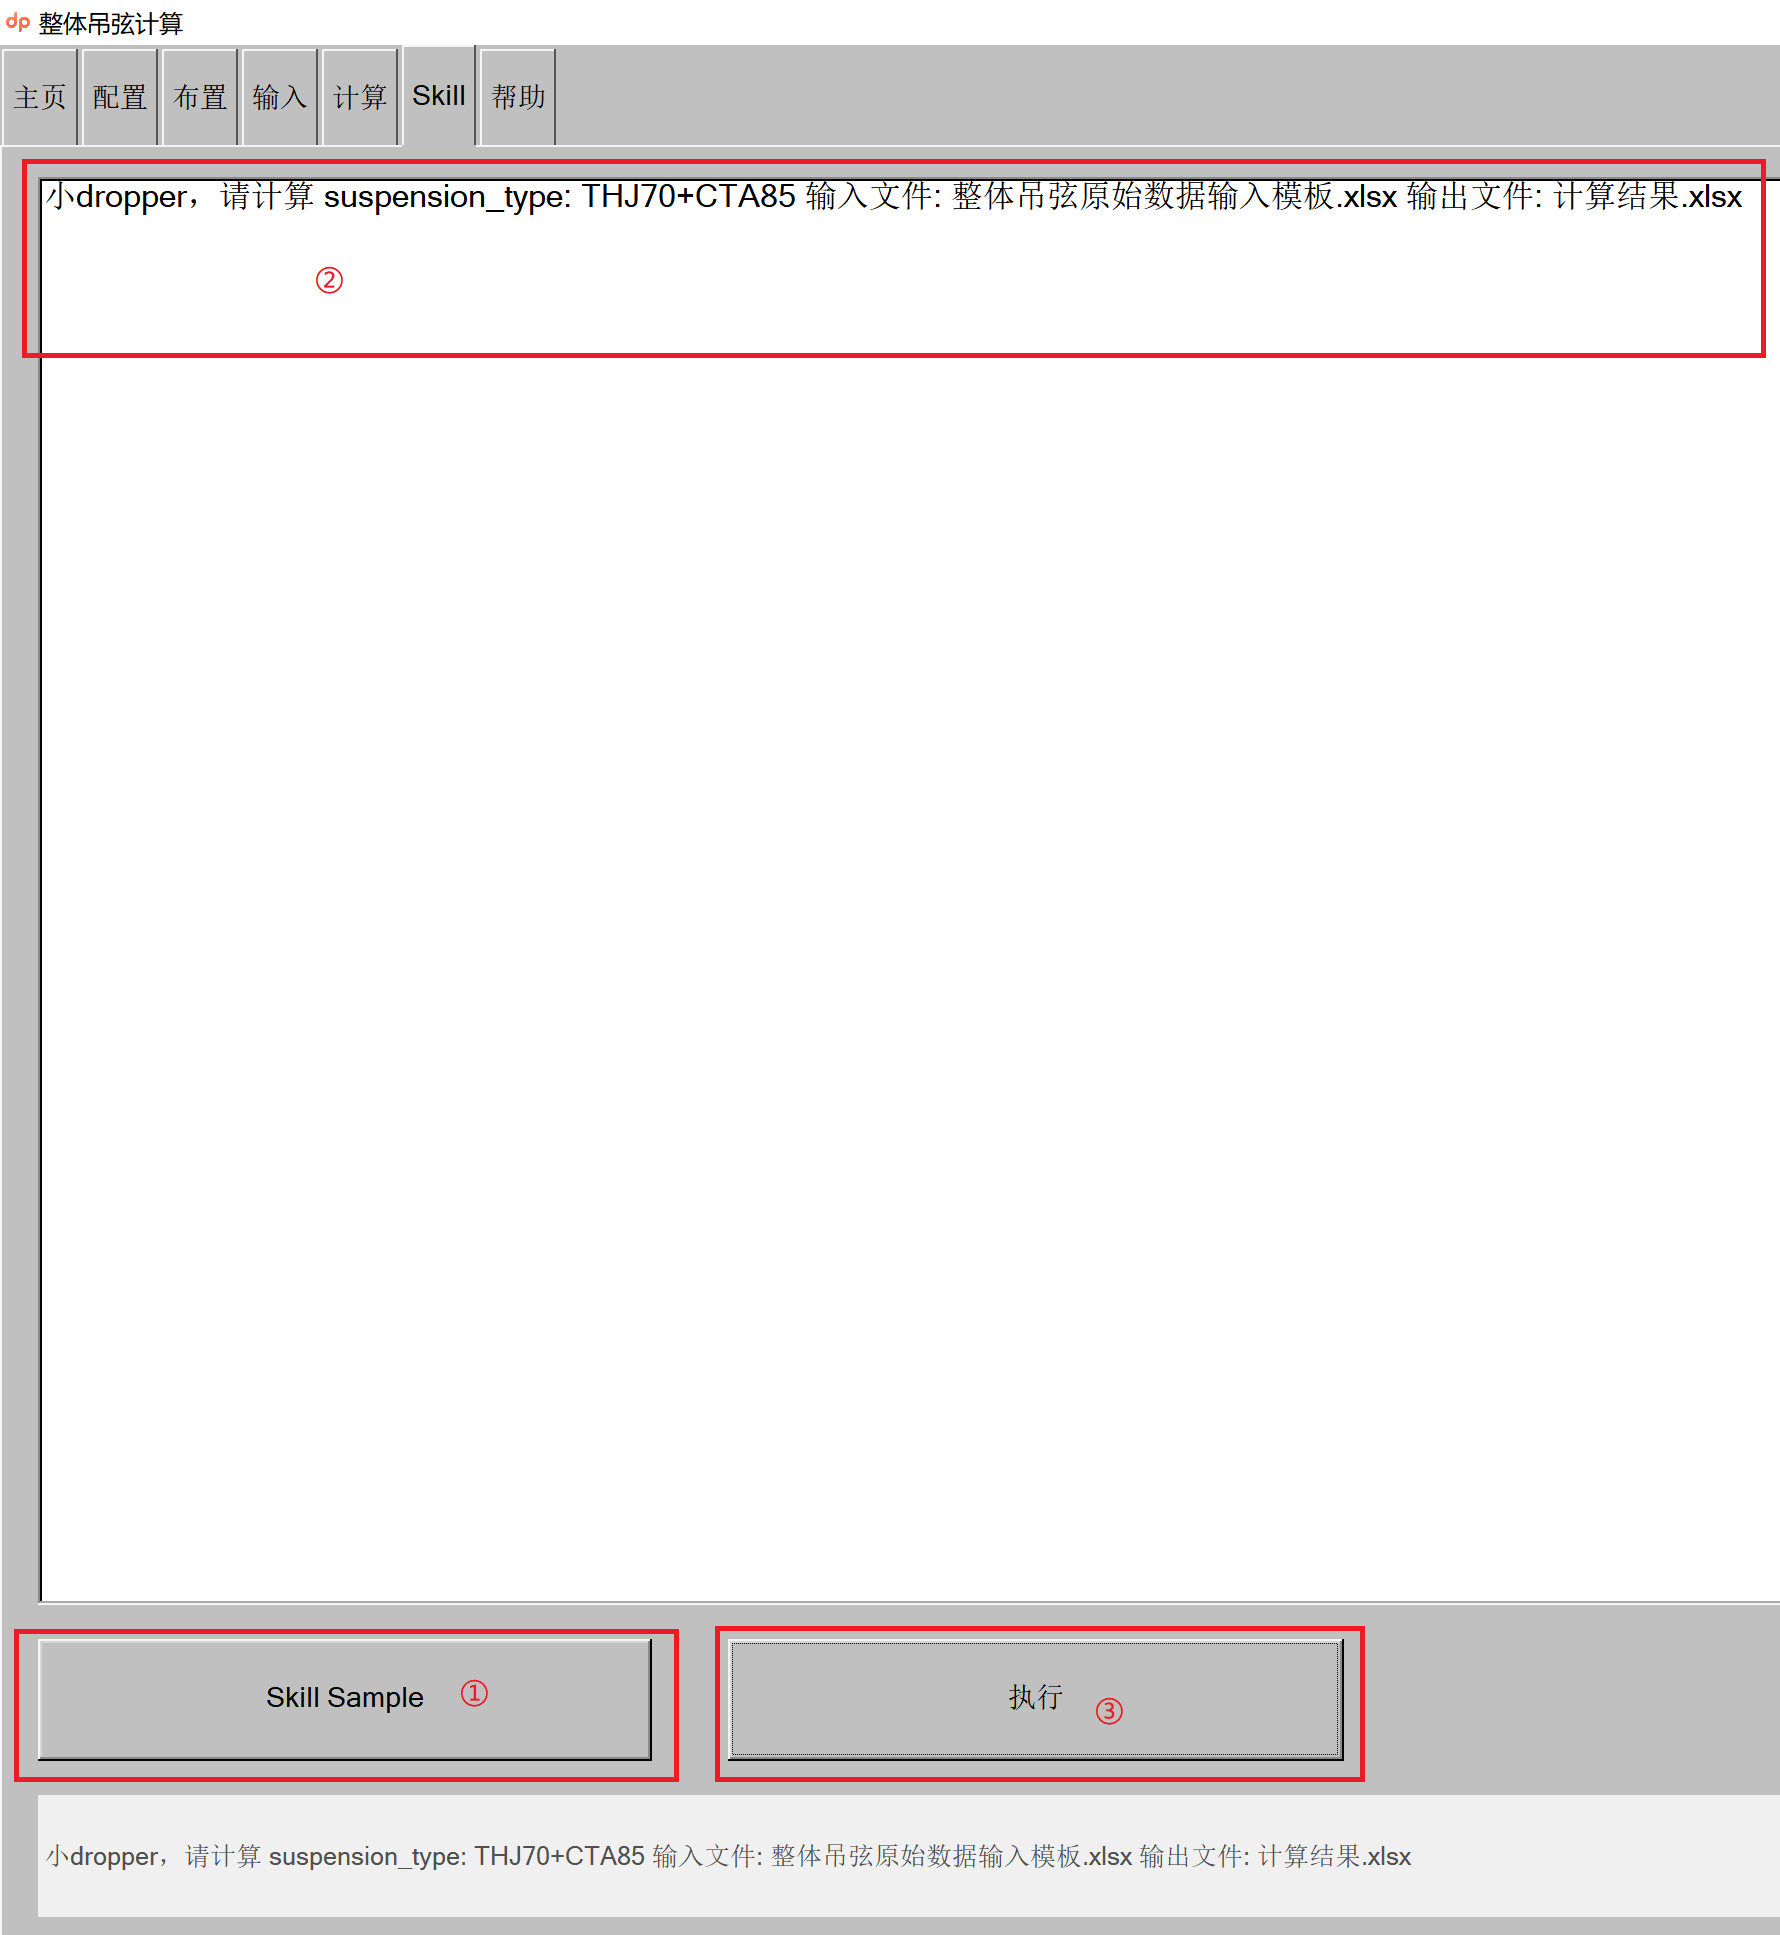 dp 整体吊弦计算
主页 配置 布置 输入 计算 Skill 帮助
小dropper，请计算 suspension_type: THJ70+CTA85 输入文件: 整体吊弦原始数据输入模板.xlsx 输出文件: 计算结果.xlsx
②
Skill Sample ① 执行 ③
小dropper，请计算 suspension_type: THJ70+CTA85 输入文件: 整体吊弦原始数据输入模板.xlsx 输出文件: 计算结果.xlsx